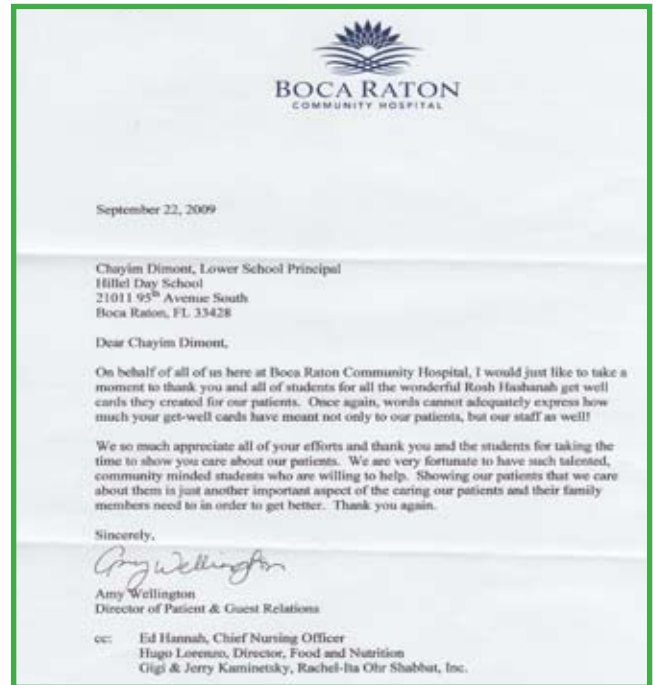 BOCA RATON
COMMUNITY HOSPITAL
September 22, 2009
Chayim Dimont, Lower School Principal
Hillel Day School
21011 95th Avenue South
Boca Raton, FL 33428
Dear Chayim Dimont,
On behalf of all of us here at Boca Raton Community Hospital, I would just like to take a
moment to thank you and all of students for all the wonderful Rosh Hashanah get well
cards they created for our patients. Once again, words cannot adequately express how
much your get-well cards have meant not only to our patients, but our staff as well!
We so much appreciate all of your efforts and thank you and the students for taking the
time to show you care about our patients. We are very fortunate to have such talented,
community minded students who are willing to help. Showing our patients that we care
about them is just another important aspect of the caring our patients and their family
members need to in order to get better. Thank you again.
Sincerely,
Amy Wellington
Amy Wellington
Director of Patient & Guest Relations
cc: Ed Hannah, Chief Nursing Officer
Hugo Lorenzo, Director, Food and Nutrition
Gigi & Jerry Kaminetsky, Rachel-Ita Ohr Shabbat, Inc.